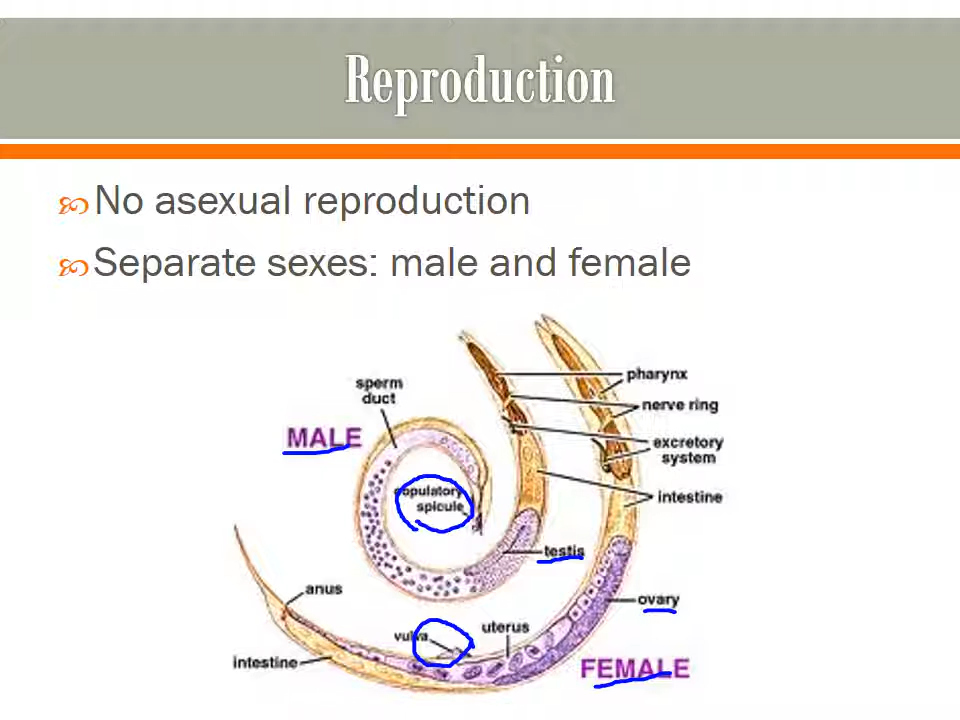 Reproduction
No asexual reproduction
Separate sexes: male and female
pharynx
sperm
duct
nerve ring
MALE
excretory
system
copulatory
spicule
intestine
testis
anus
ovary
vulva
uterus
intestine
FEMALE